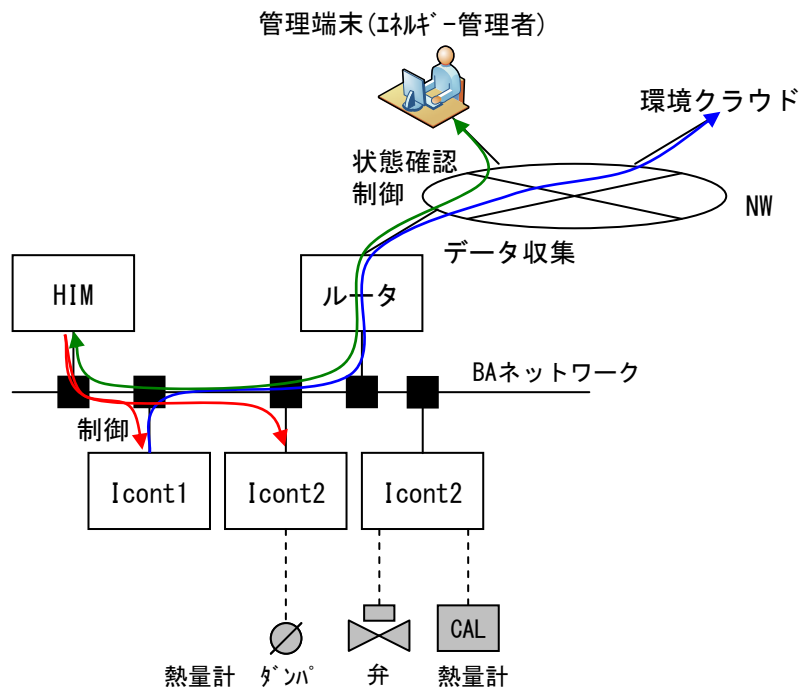 管理端末(ｴﾈﾙｷﾞｰ管理者)
環境クラウド
状態確認
制御
NW
データ収集
HIM
ルータ
BAネットワーク
制御
Icont1
Icont2
Icont2
CAL
熱量計
ﾀﾞﾝﾊﾟ
弁
熱量計